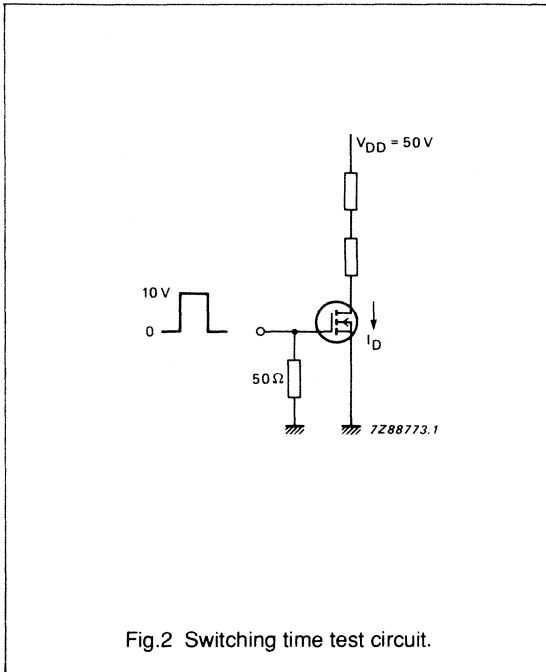 V_DD = 50 V
10 V
0
I_D
50 Ω
7Z88773.1
Fig.2 Switching time test circuit.